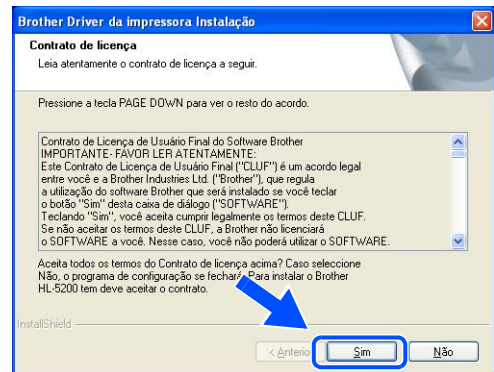 Brother Driver da impressora Instalação
Contrato de licença
Leia atentamente o contrato de licença a seguir.
Pressione a tecla PAGE DOWN para ver o resto do acordo.
Contrato de Licença de Usuário Final do Software Brother
IMPORTANTE- FAVOR LER ATENTAMENTE:
Este Contrato de Licença de Usuário Final ("CLUF") é um acordo legal
entre você e a Brother Industries Ltd. ("Brother"), que regula
a utilização do software Brother que será instalado se você teclar
o botão "Sim" desta caixa de diálogo ("SOFTWARE").
Teclando "Sim", você aceita cumprir legalmente os termos deste CLUF.
Se não aceitar os termos deste CLUF, a Brother não licenciará
o SOFTWARE a você. Nesse caso, você não poderá utilizar o SOFTWARE.
Aceita todos os termos do Contrato de licença acima? Caso seleccione
Não, o programa de configuração se fechará. Para instalar o Brother
HL-5200 tem deve aceitar o contrato.
InstallShield
< Anterio Sim Não